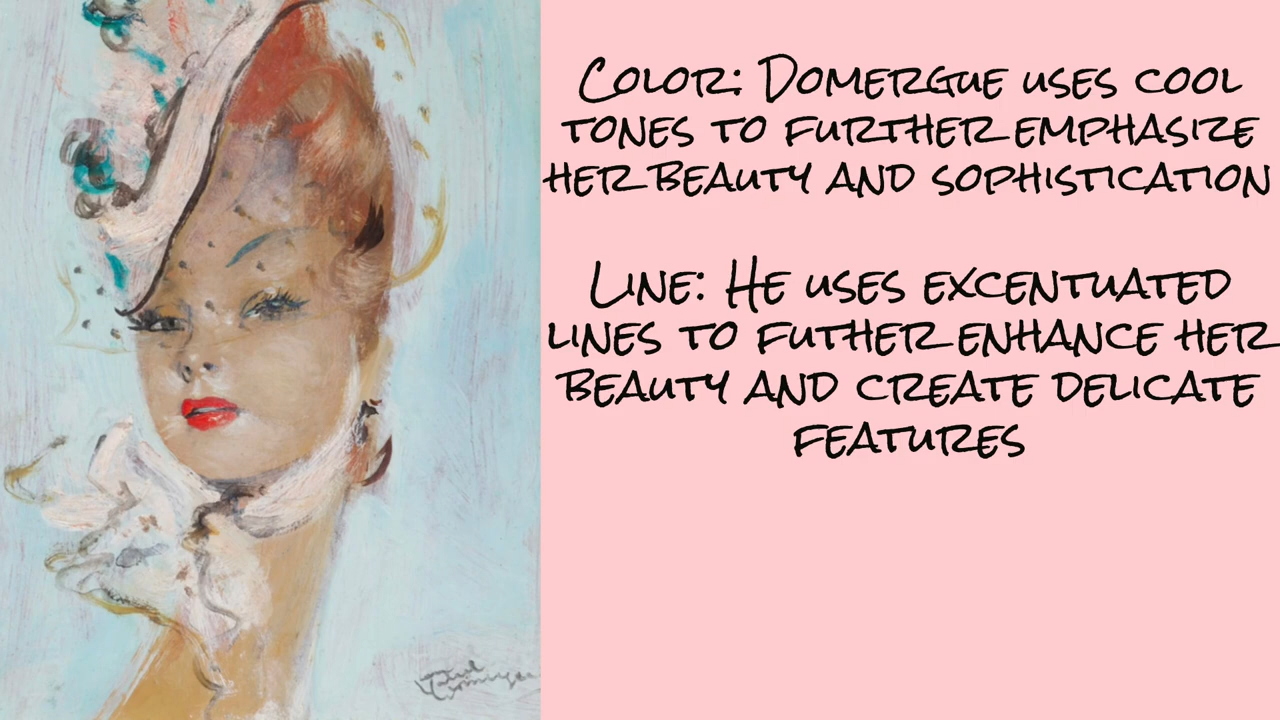 Color: Domergue uses cool
tones to further emphasize
her beauty and sophistication
Line: He uses excentuated
lines to futher enhance her
beauty and create delicate
features